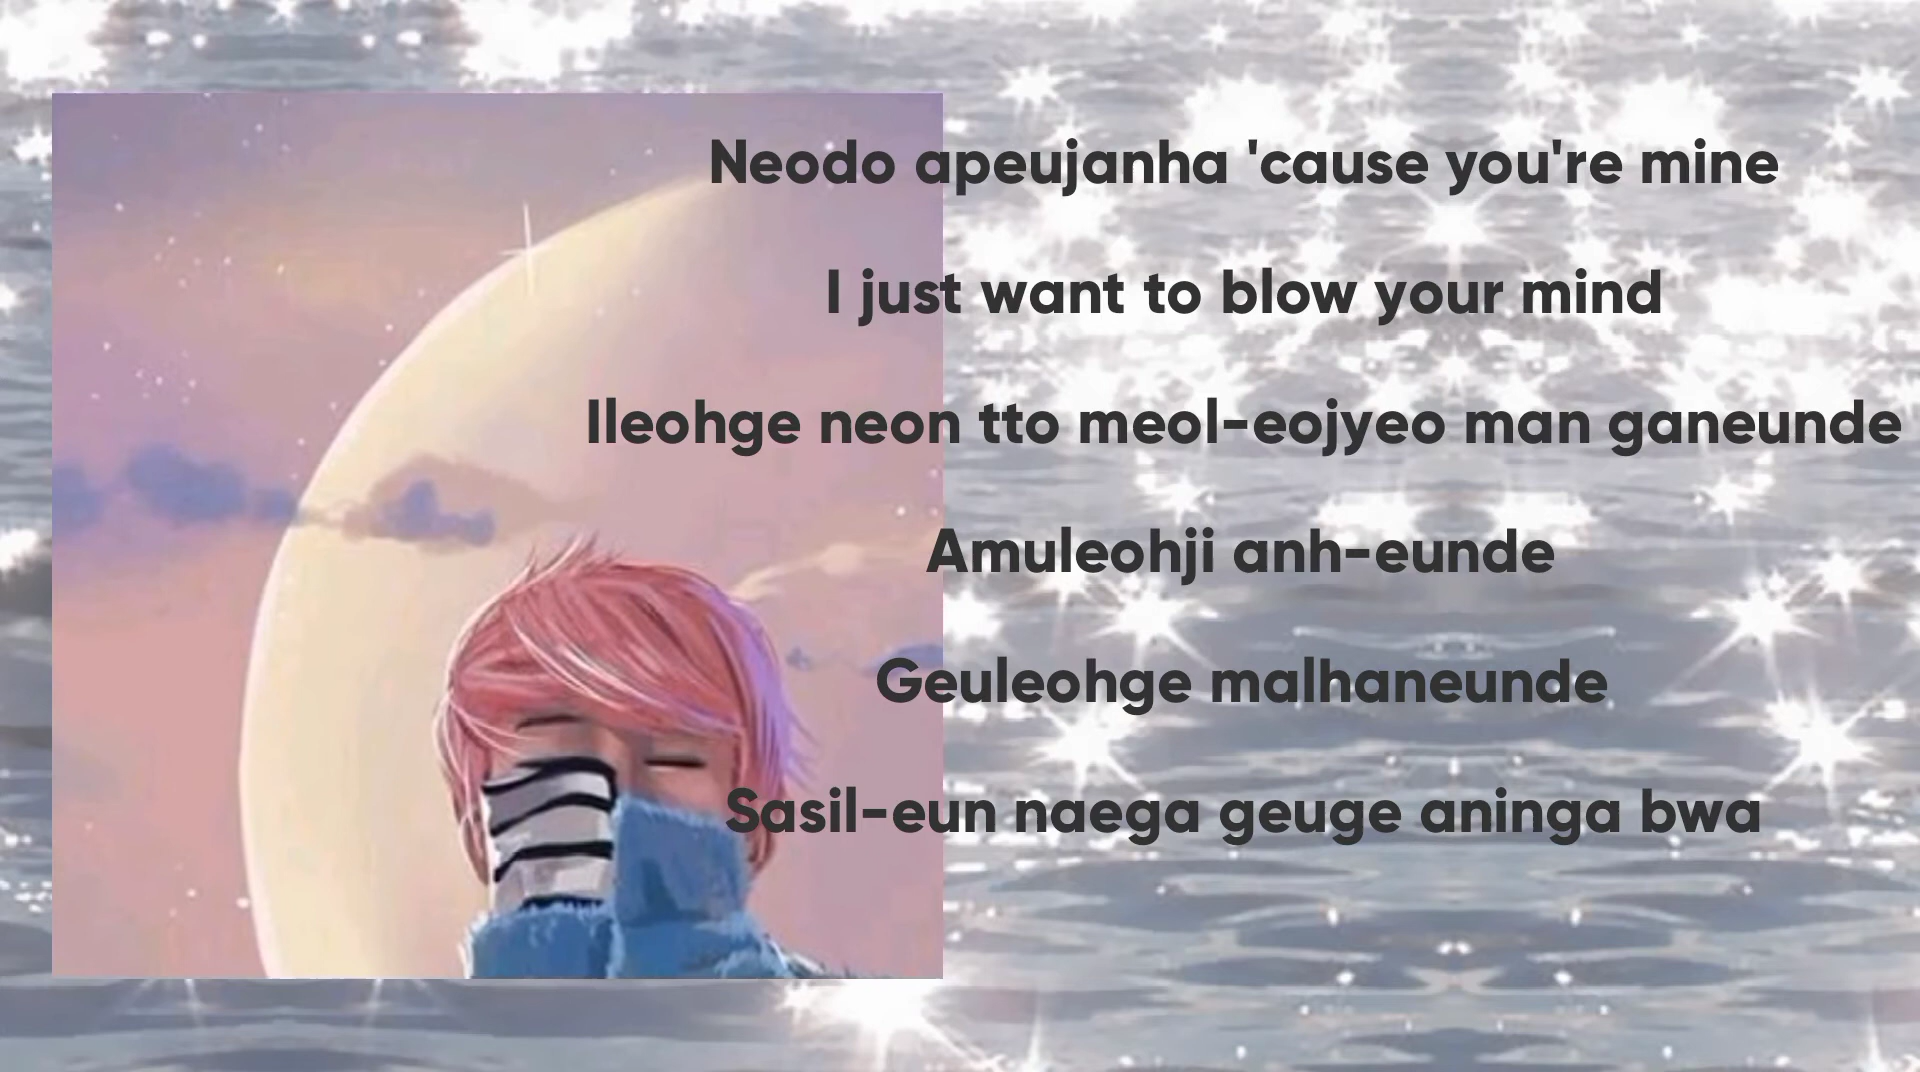 Neodo apeujanha 'cause you're mine
I just want to blow your mind
Ileohge neon tto meol-eojyeo man ganeunde
Amuleohji anh-eunde
Geuleohge malhaneunde
Sasil-eun naega geuge aninga bwa